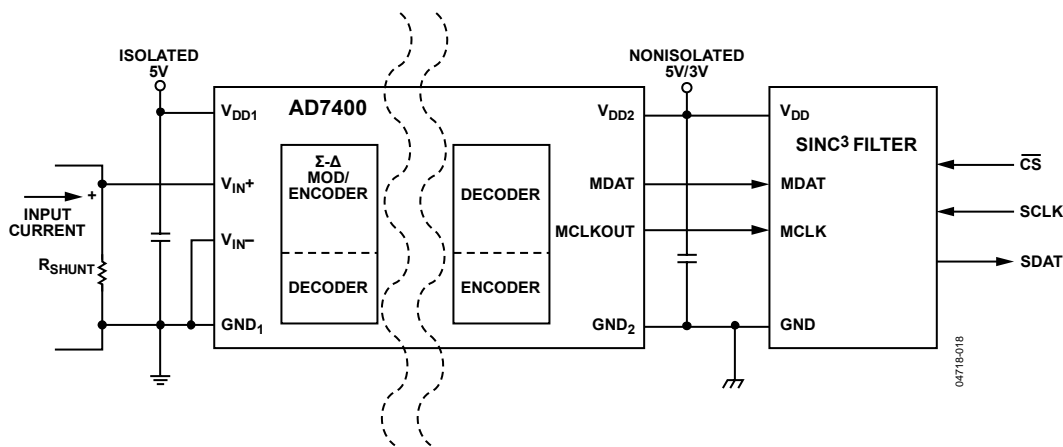 ISOLATED
5V
NONISOLATED
5V/3V
AD7400
VDD1
VIN+
VIN–
GND1
Σ-Δ
MOD/
ENCODER
DECODER
DECODER
ENCODER
VDD2
MDAT
MCLKOUT
GND2
VDD
SINC3 FILTER
MDAT
MCLK
GND
CS
SCLK
SDAT
+
INPUT
CURRENT
RSHUNT
04718-018